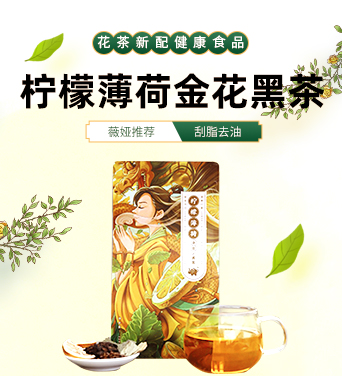 花茶新配健康食品
柠檬薄荷金花黑茶
薇娅推荐 刮脂去油
柠檬薄荷